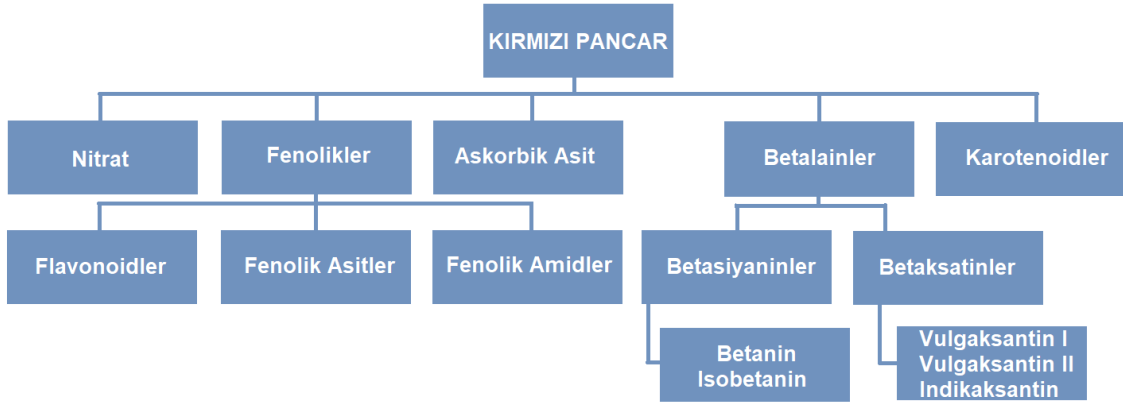 KIRMIZI PANCAR
Nitrat
Fenolikler
Askorbik Asit
Betalainler
Karotenoidler
Flavonoidler
Fenolik Asitler
Fenolik Amidler
Betasiyaninler
Betaksatinler
Betanin
Isobetanin
Vulgaksantin I
Vulgaksantin II
Indikaksantin